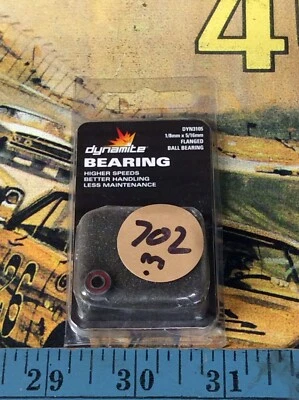 4
dynamite
DYN3105
1/8mm x 5/16mm
FLANGED
BALL BEARING
BEARING
HIGHER SPEEDS
BETTER HANDLING
LESS MAINTENANCE
702
m
29
30
31